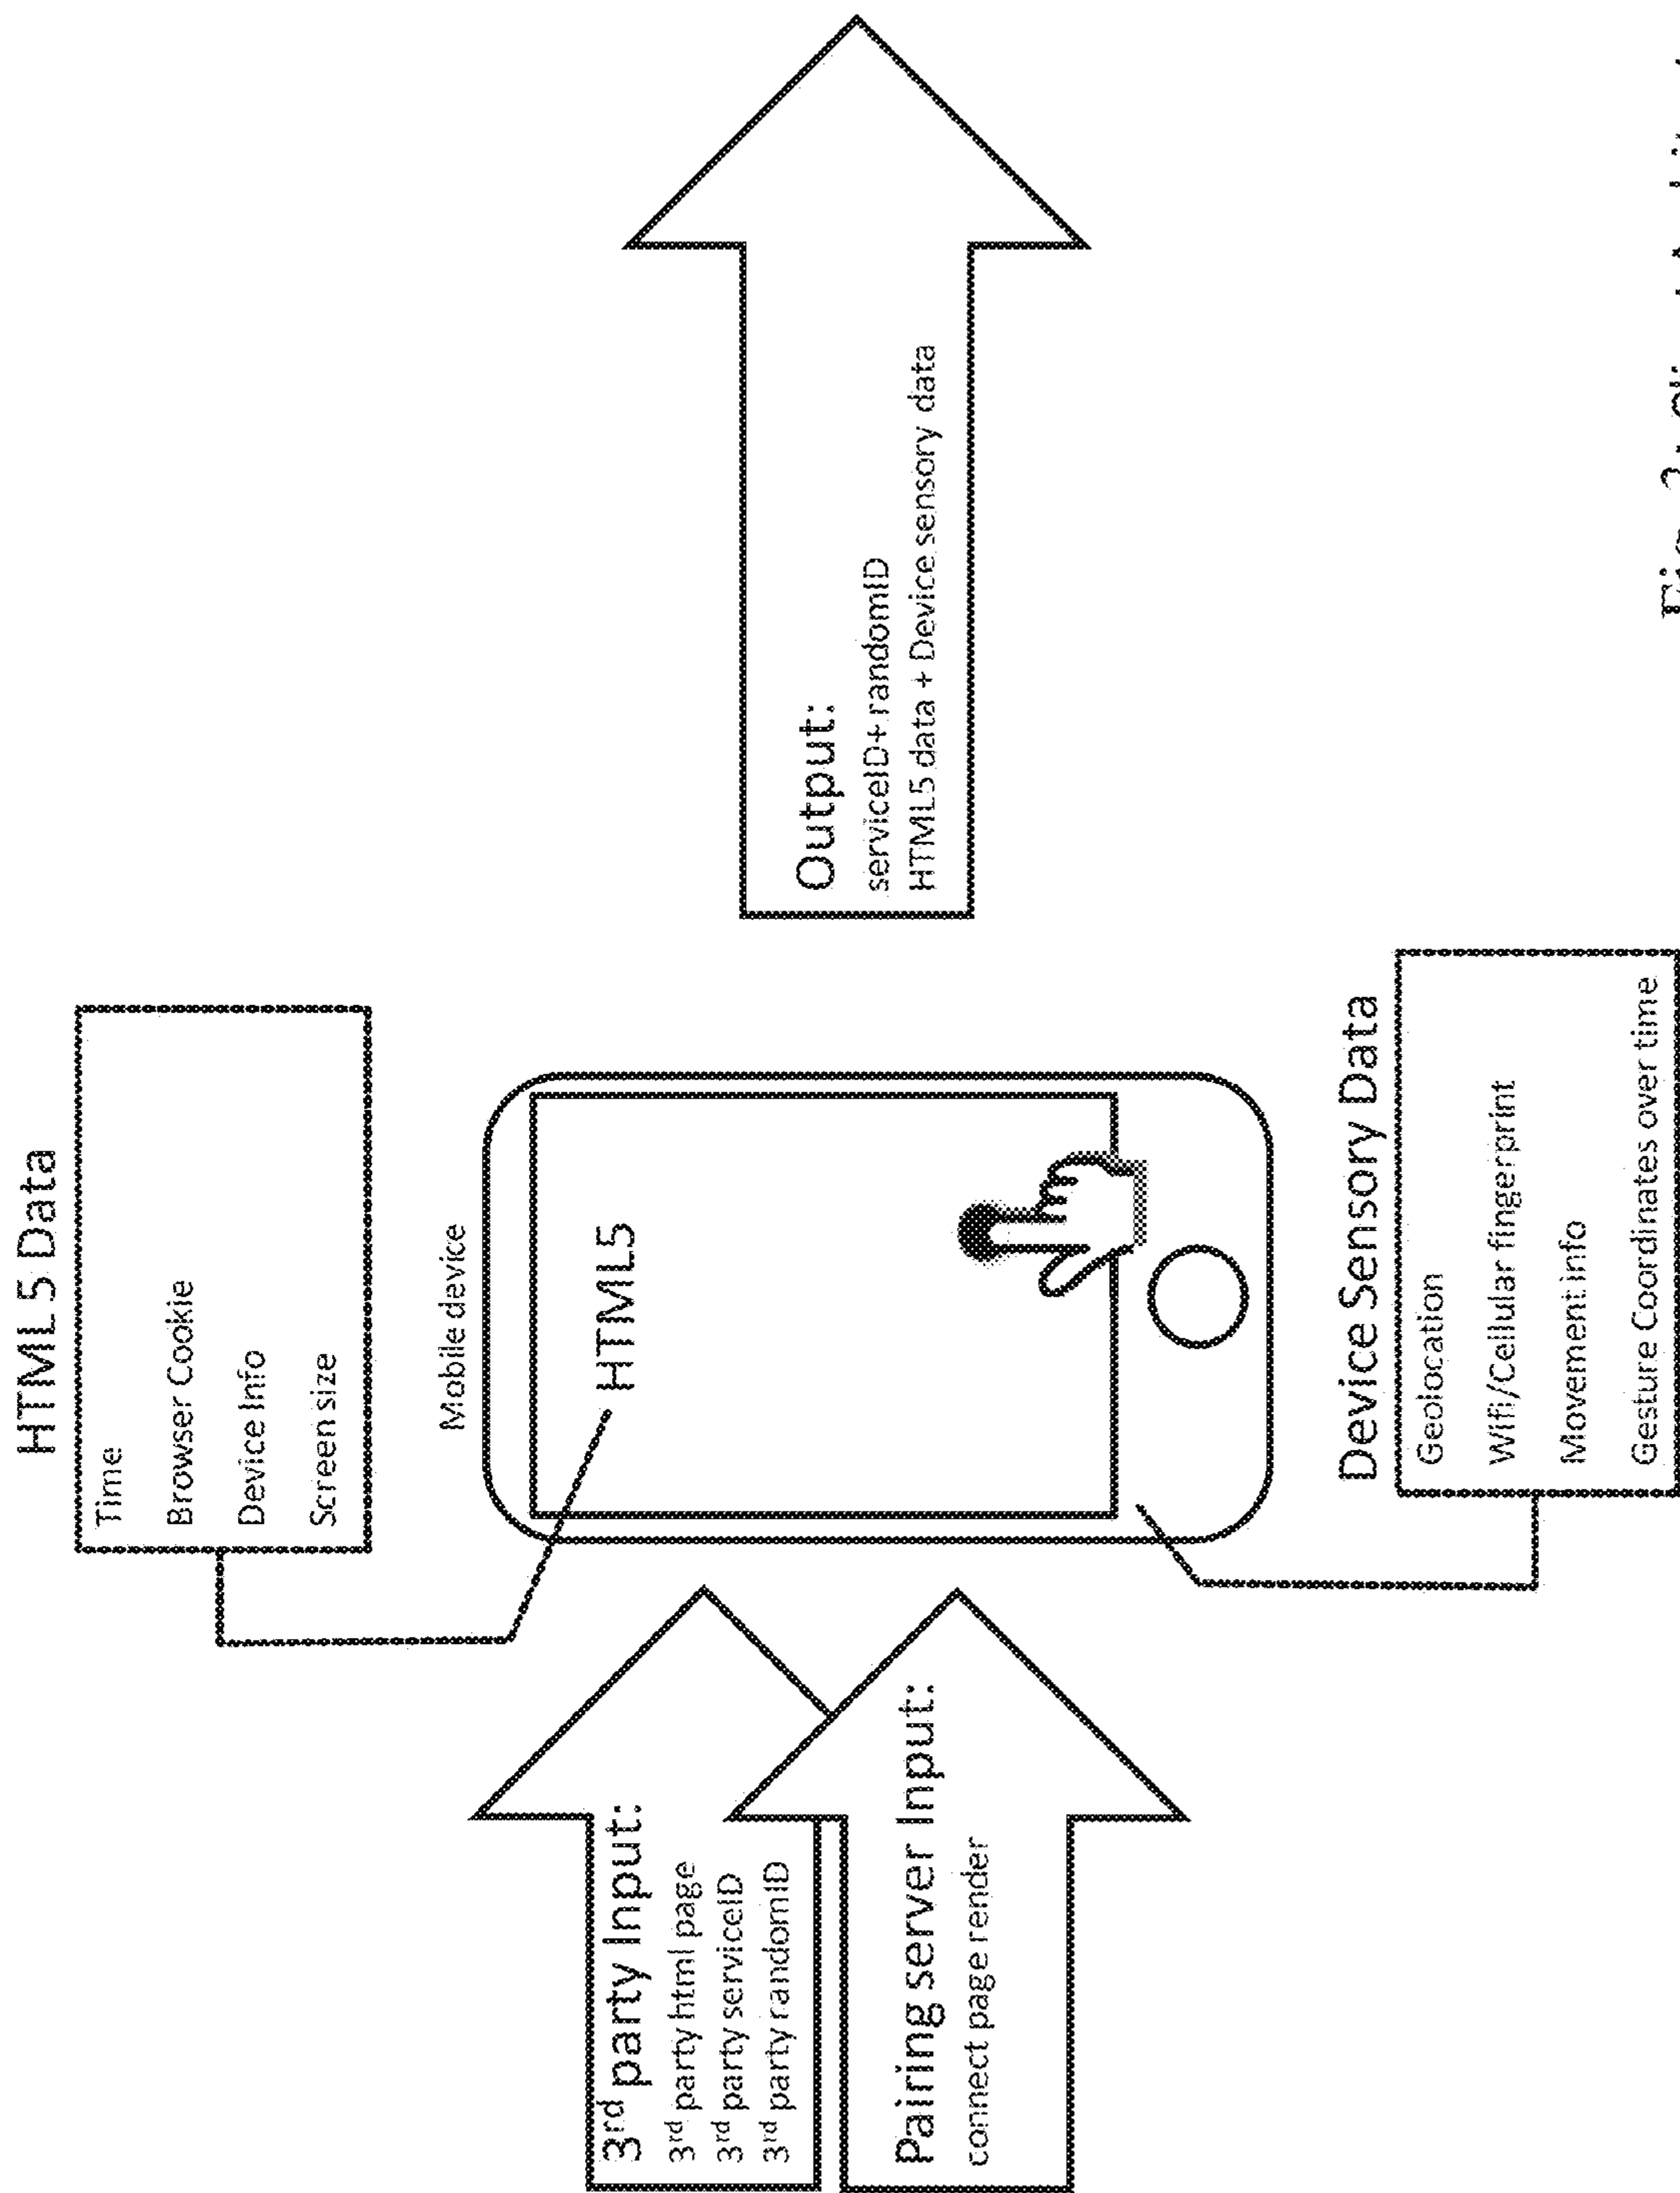 HTML5 Data
Time
Browser Cookie
Device Info
Screen size
Mobile device
HTML5
3rd party Input:
3rd party html page
3rd party serviceID
3rd party randomID
Pairing server Input:
connect page render
Output:
serviceID+ randomID
HTML5 data + Device sensory data
Device Sensory Data
Geolocation
Wifi/Cellular fingerprint
Movement info
Gesture Coordinates over time